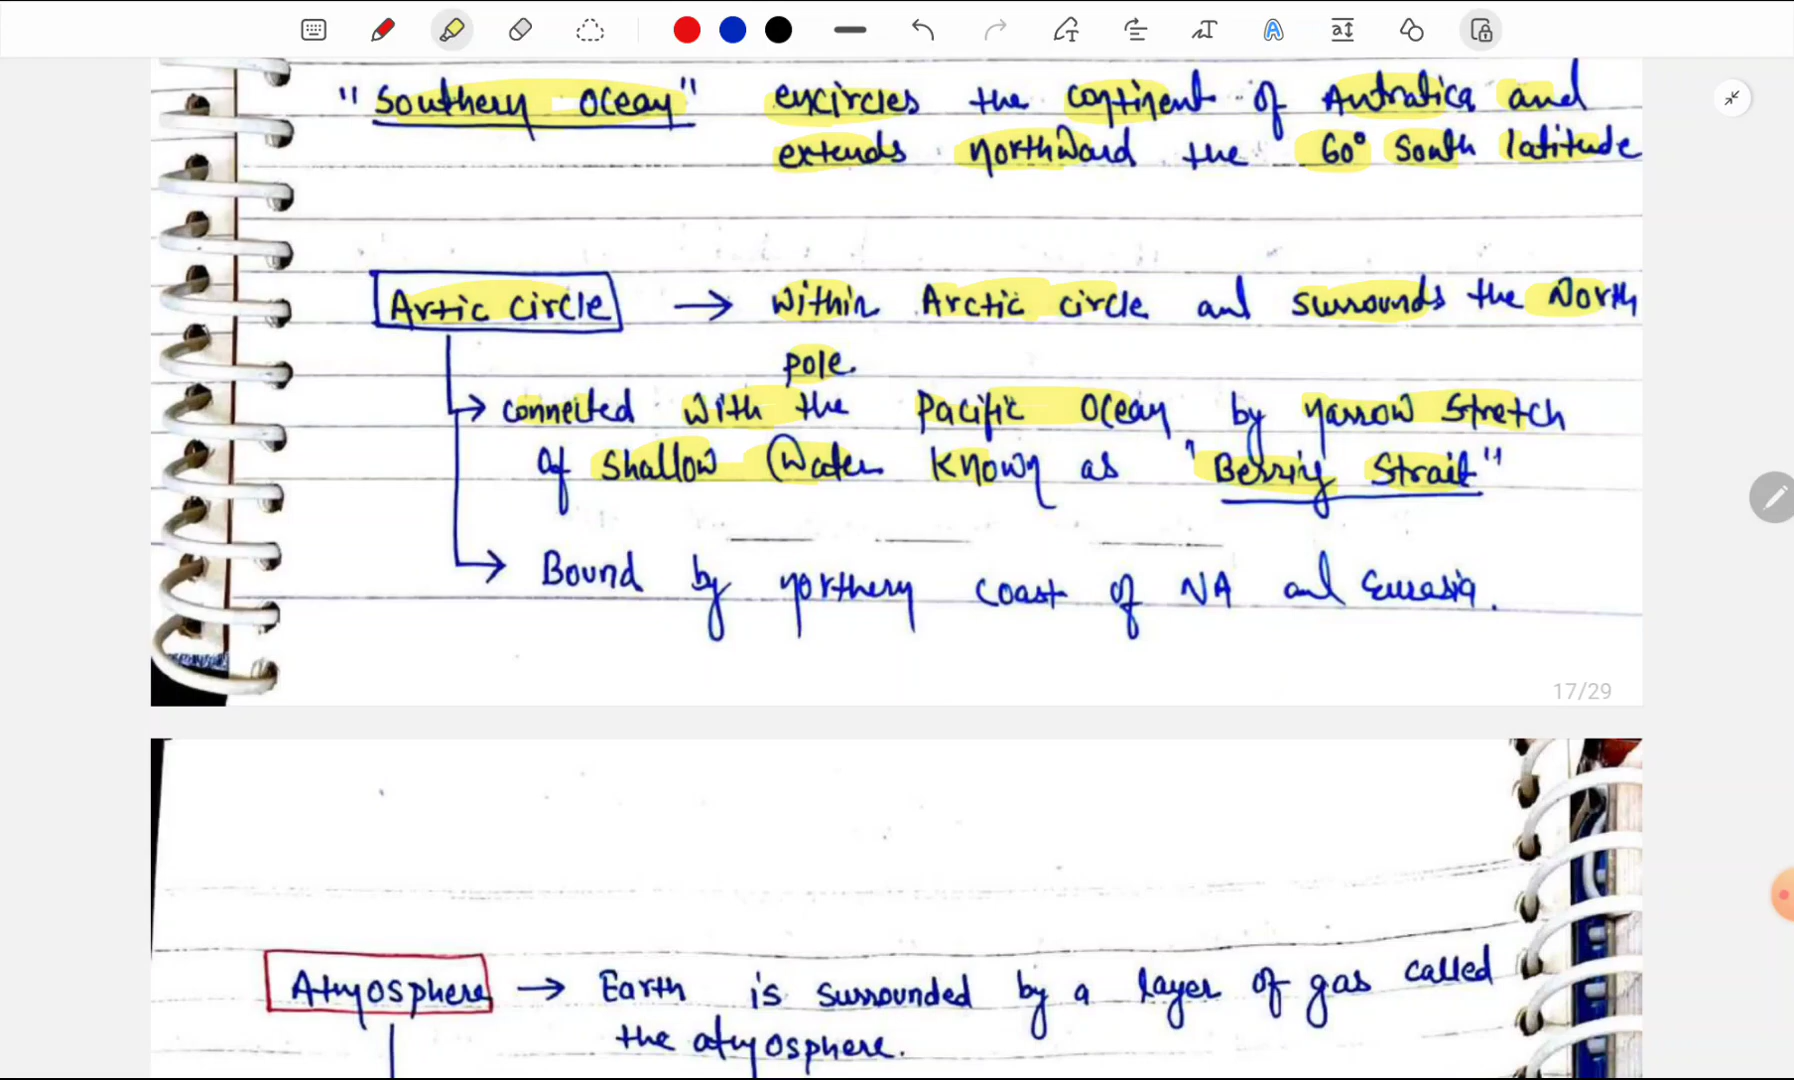 "Southern Ocean" encircles the continent of Antratica and
extends northward the 60° South latitude
Artic Circle → within Arctic circle and surrounds the North
pole.
→ connected with the Pacific Ocean by narrow stretch
of shallow water known as "Berring Strait"
→ Bound by northern coast of NA and Eurasia.
17/29
Atmosphere → Earth is surrounded by a layer of gas called
the atmosphere.